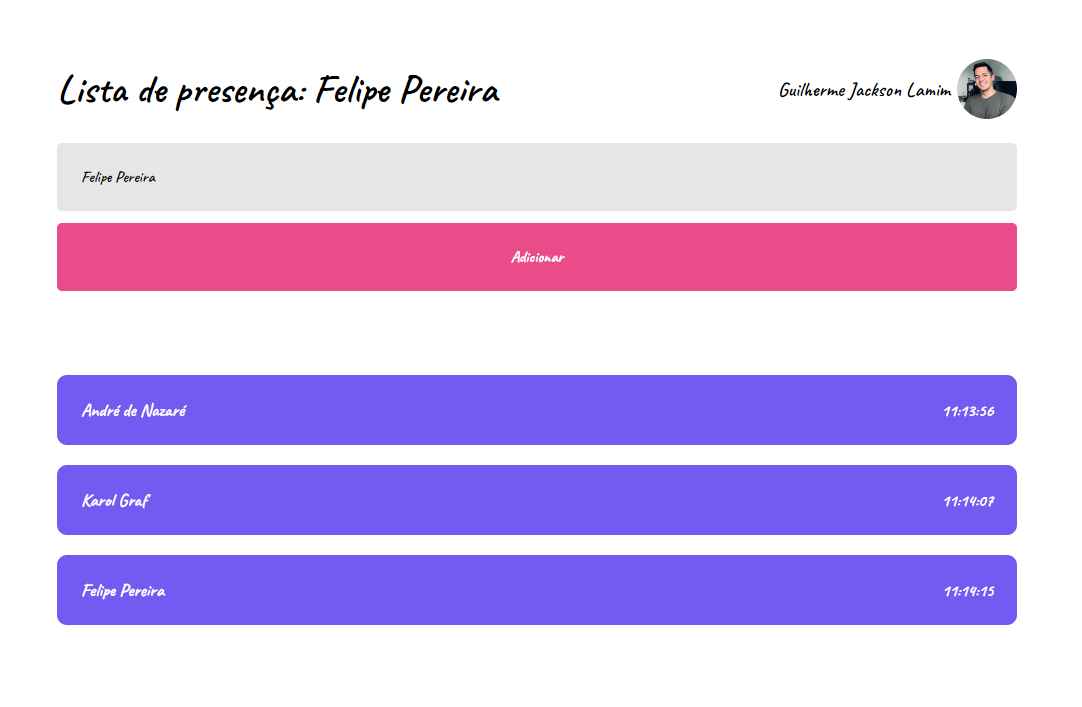 Lista de presença: Felipe Pereira
Guilherme Jackson Lamim
Felipe Pereira
Adicionar
André de Nazaré 11:13:56
Karol Graf 11:14:07
Felipe Pereira 11:14:15